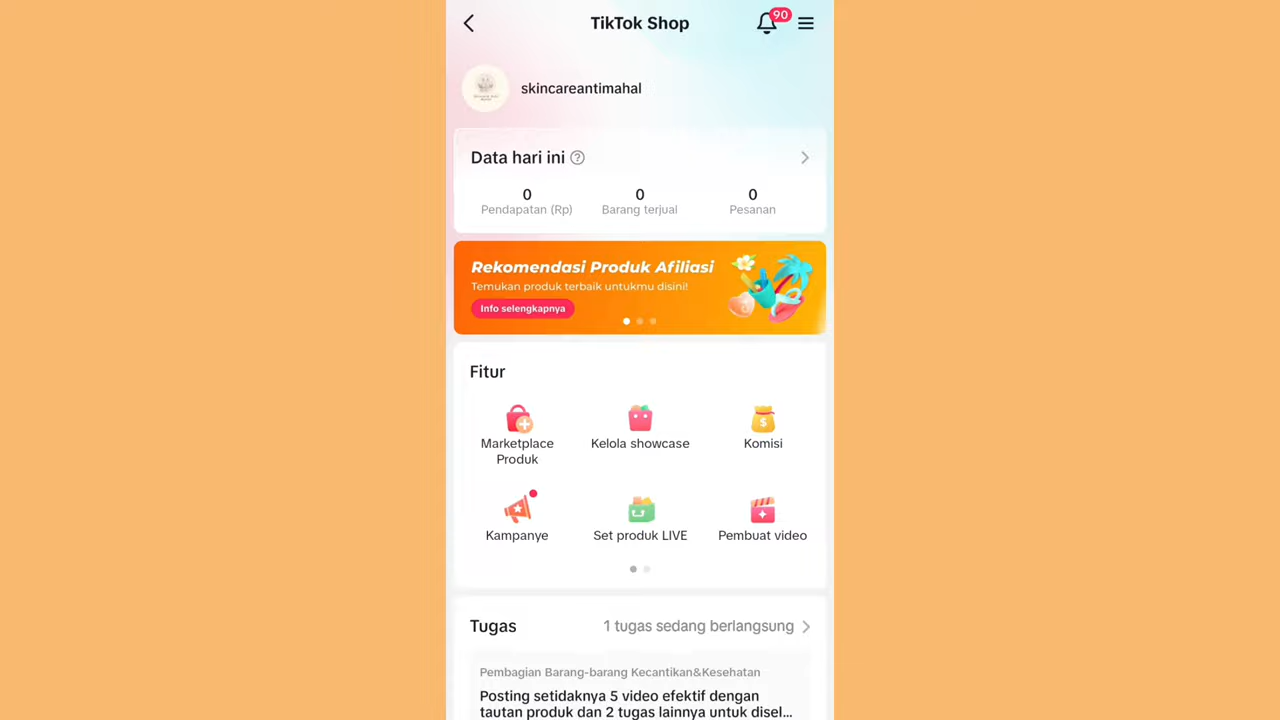 TikTok Shop
90
skincareantimahal
Data hari ini ?
0 0 0
Pendapatan (Rp) Barang terjual Pesanan
Rekomendasi Produk Afiliasi
Temukan produk terbaik untukmu disini!
Info selengkapnya
Fitur
Marketplace Kelola showcase Komisi
Produk
Kampanye Set produk LIVE Pembuat video
Tugas 1 tugas sedang berlangsung
Pembagian Barang-barang Kecantikan&Kesehatan
Posting setidaknya 5 video efektif dengan
tautan produk dan 2 tugas lainnya untuk disel...